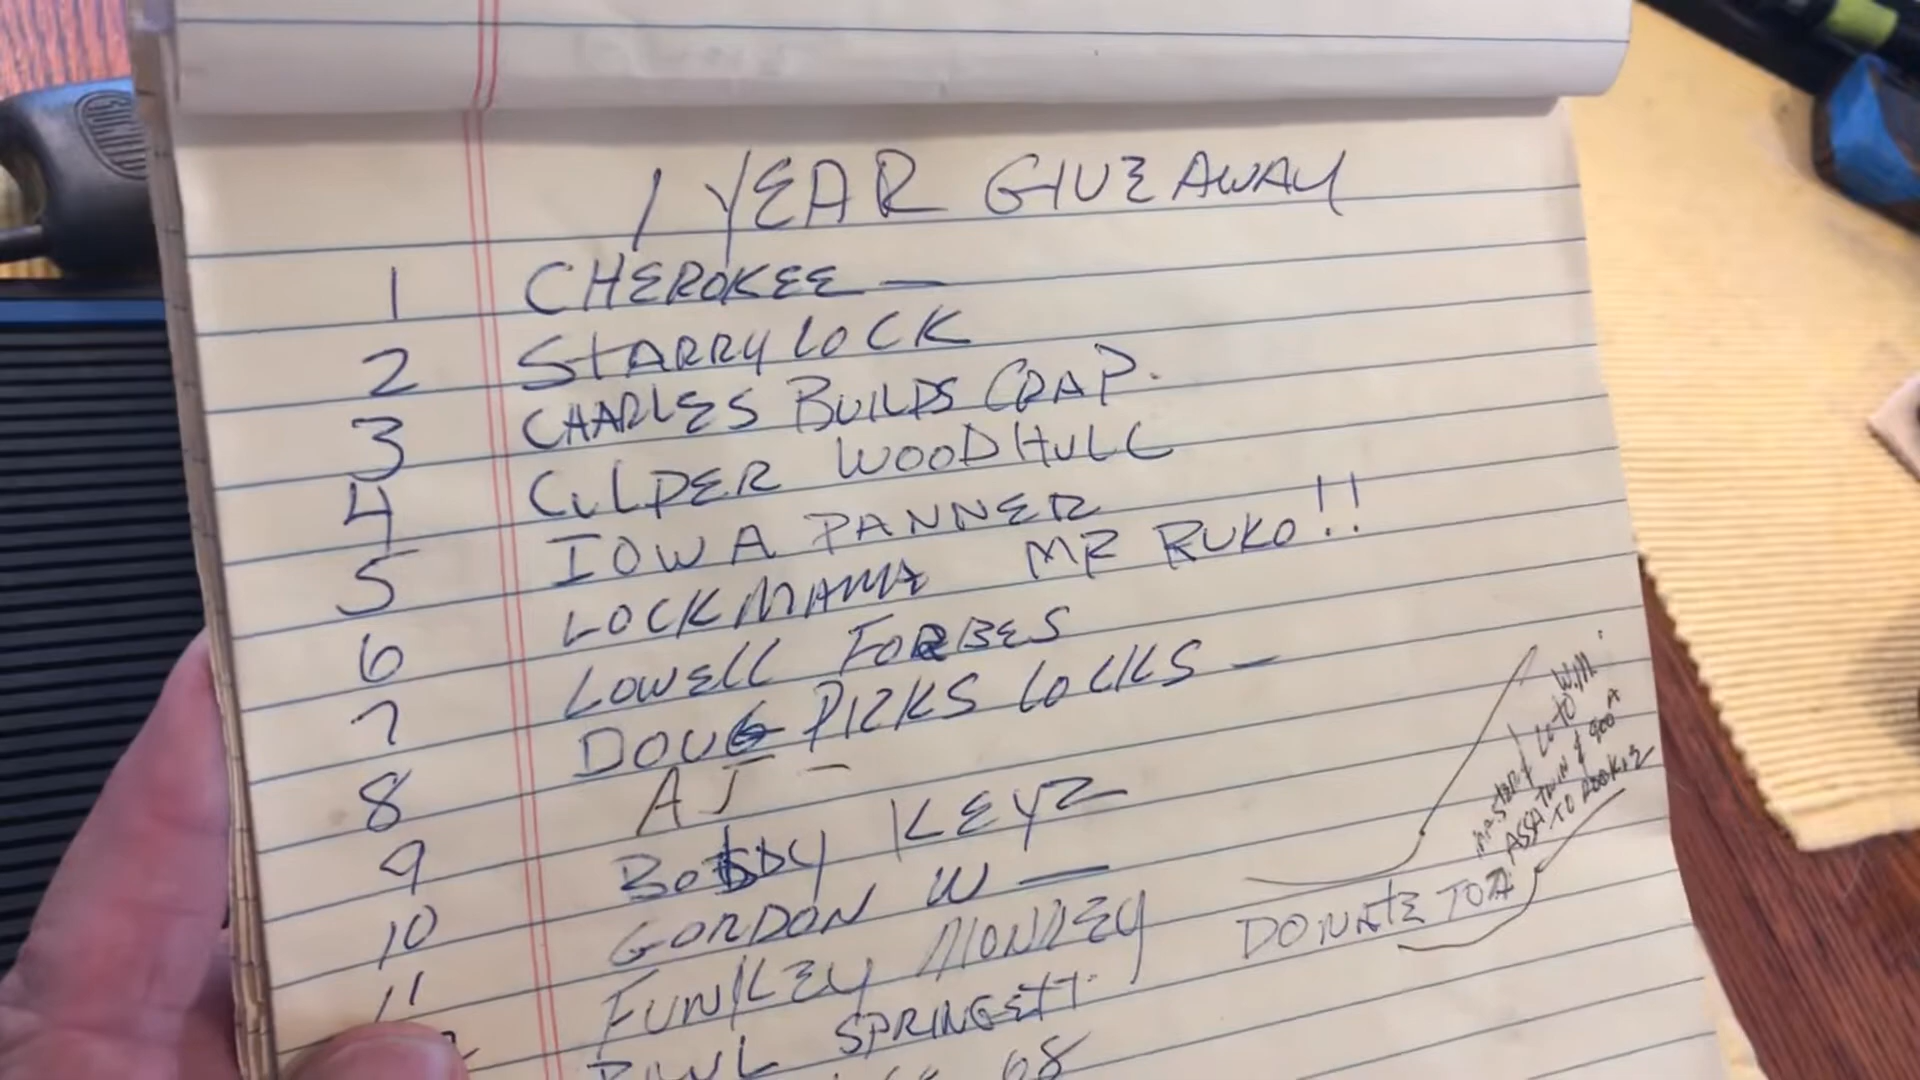 1 YEAR GIVEAWAY
1 CHEROKEE —
2 STARRYLOCK
3 CHARLES BUILDS CRAP.
4 CULPER WOODHULL
5 IOWA PANNER
6 LOCKMAMA MR RUKO!!
7 LOWELL FORBES
8 DOUG PICKS LOCKS —
9 AJ —
10 BOBBY KEYZ
11 GORDON W —
FUNKEY MONKEY
DONATE TO A
SPRINGETT.
68